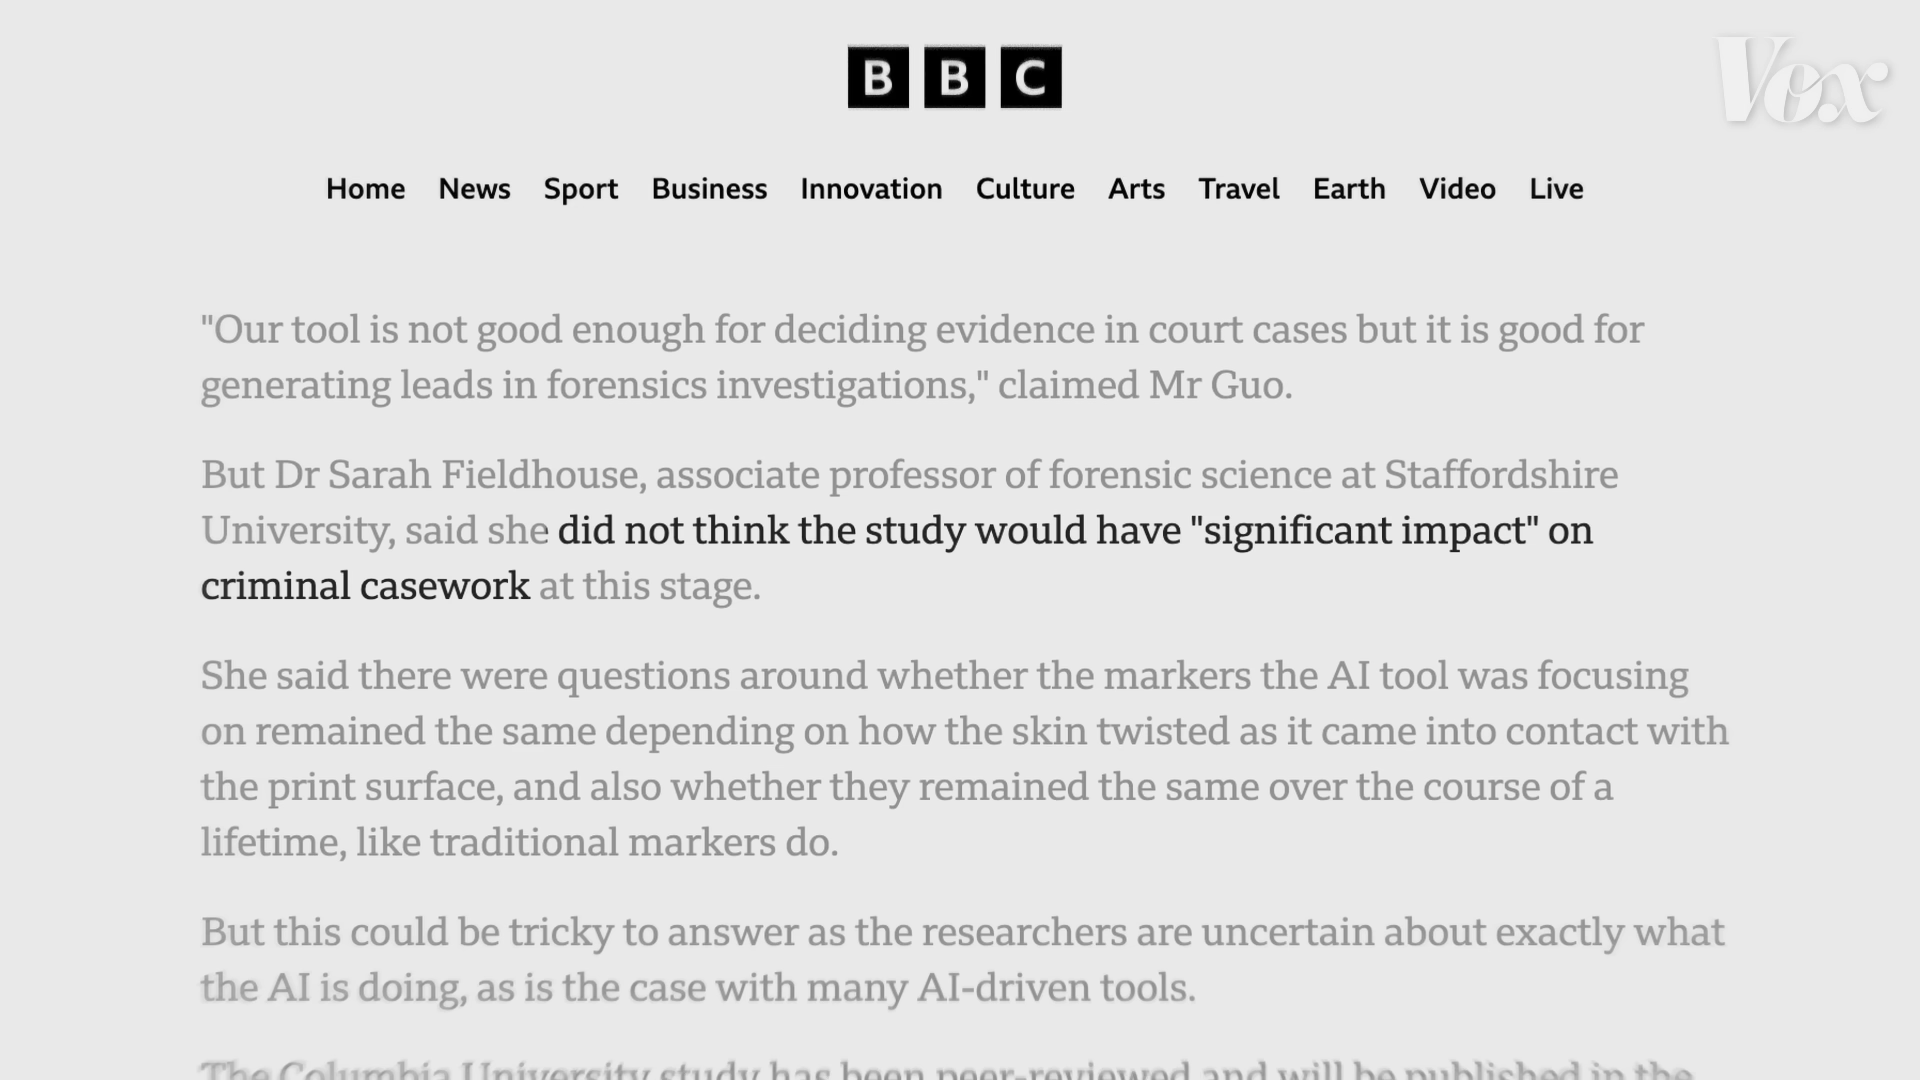 BBC
Vox
Home News Sport Business Innovation Culture Arts Travel Earth Video Live
"Our tool is not good enough for deciding evidence in court cases but it is good for
generating leads in forensics investigations," claimed Mr Guo.
But Dr Sarah Fieldhouse, associate professor of forensic science at Staffordshire
University, said she did not think the study would have "significant impact" on
criminal casework at this stage.
She said there were questions around whether the markers the AI tool was focusing
on remained the same depending on how the skin twisted as it came into contact with
the print surface, and also whether they remained the same over the course of a
lifetime, like traditional markers do.
But this could be tricky to answer as the researchers are uncertain about exactly what
the AI is doing, as is the case with many AI-driven tools.
The Columbia University study has been peer-reviewed and will be published in the